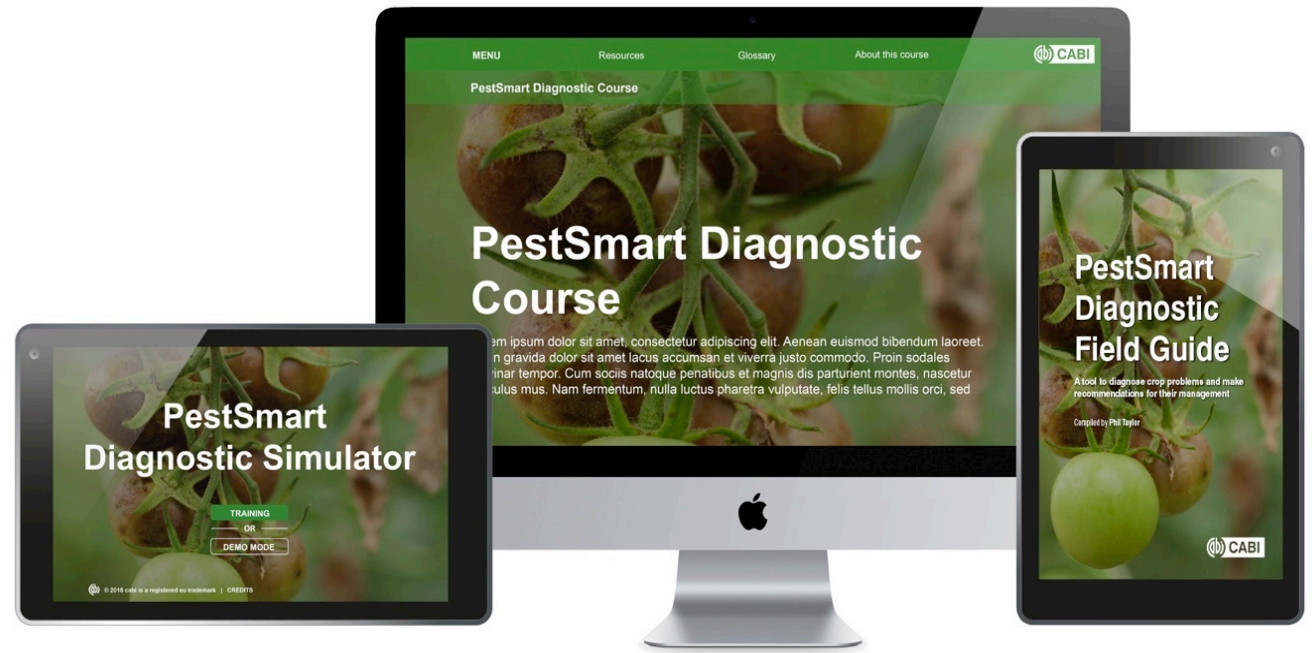 MENU Resources Glossary About this course CABI
PestSmart Diagnostic Course
PestSmart Diagnostic
Course
dolor sit amet, consectetur adipiscing elit. Aenean euismod bibendum laoreet.
gravida dolor sit amet lacus accumsan et viverra justo commodo. Proin sodales
tempor. Cum sociis natoque penatibus et magnis dis parturient montes, nascetur
mus. Nam fermentum, nulla luctus pharetra vulputate, felis tellus mollis orci, sed
PestSmart
Diagnostic Simulator
TRAINING
OR
DEMO MODE
© 2018 cabi is a registered eu trademark | CREDITS
PestSmart
Diagnostic
Field Guide
A tool to diagnose crop problems and make
recommendations for their management
Compiled by Phil Taylor
CABI